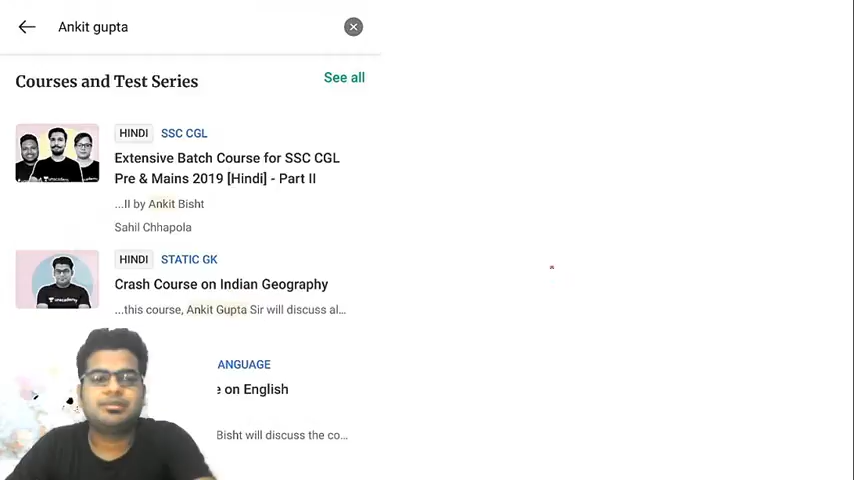 Ankit gupta
Courses and Test Series
See all
HINDI SSC CGL
Extensive Batch Course for SSC CGL
Pre & Mains 2019 [Hindi] - Part II
...II by Ankit Bisht
Sahil Chhapola
HINDI STATIC GK
Crash Course on Indian Geography
...this course, Ankit Gupta Sir will discuss al...
ANGUAGE
e on English
Bisht will discuss the co...